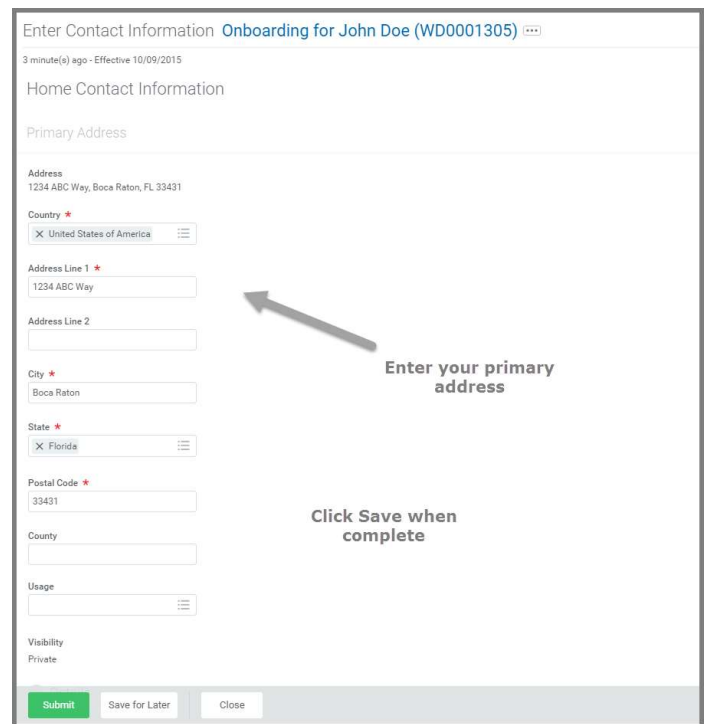 Enter Contact Information Onboarding for John Doe (WD0001305)
3 minute(s) ago - Effective 10/09/2015
Home Contact Information
Primary Address
Address
1234 ABC Way, Boca Raton, FL 33431
Country *
X United States of America
Address Line 1 *
1234 ABC Way
Address Line 2
Enter your primary
address
City *
Boca Raton
State *
X Florida
Postal Code *
33431
Click Save when
complete
County
Usage
Visibility
Private
Submit Save for Later Close